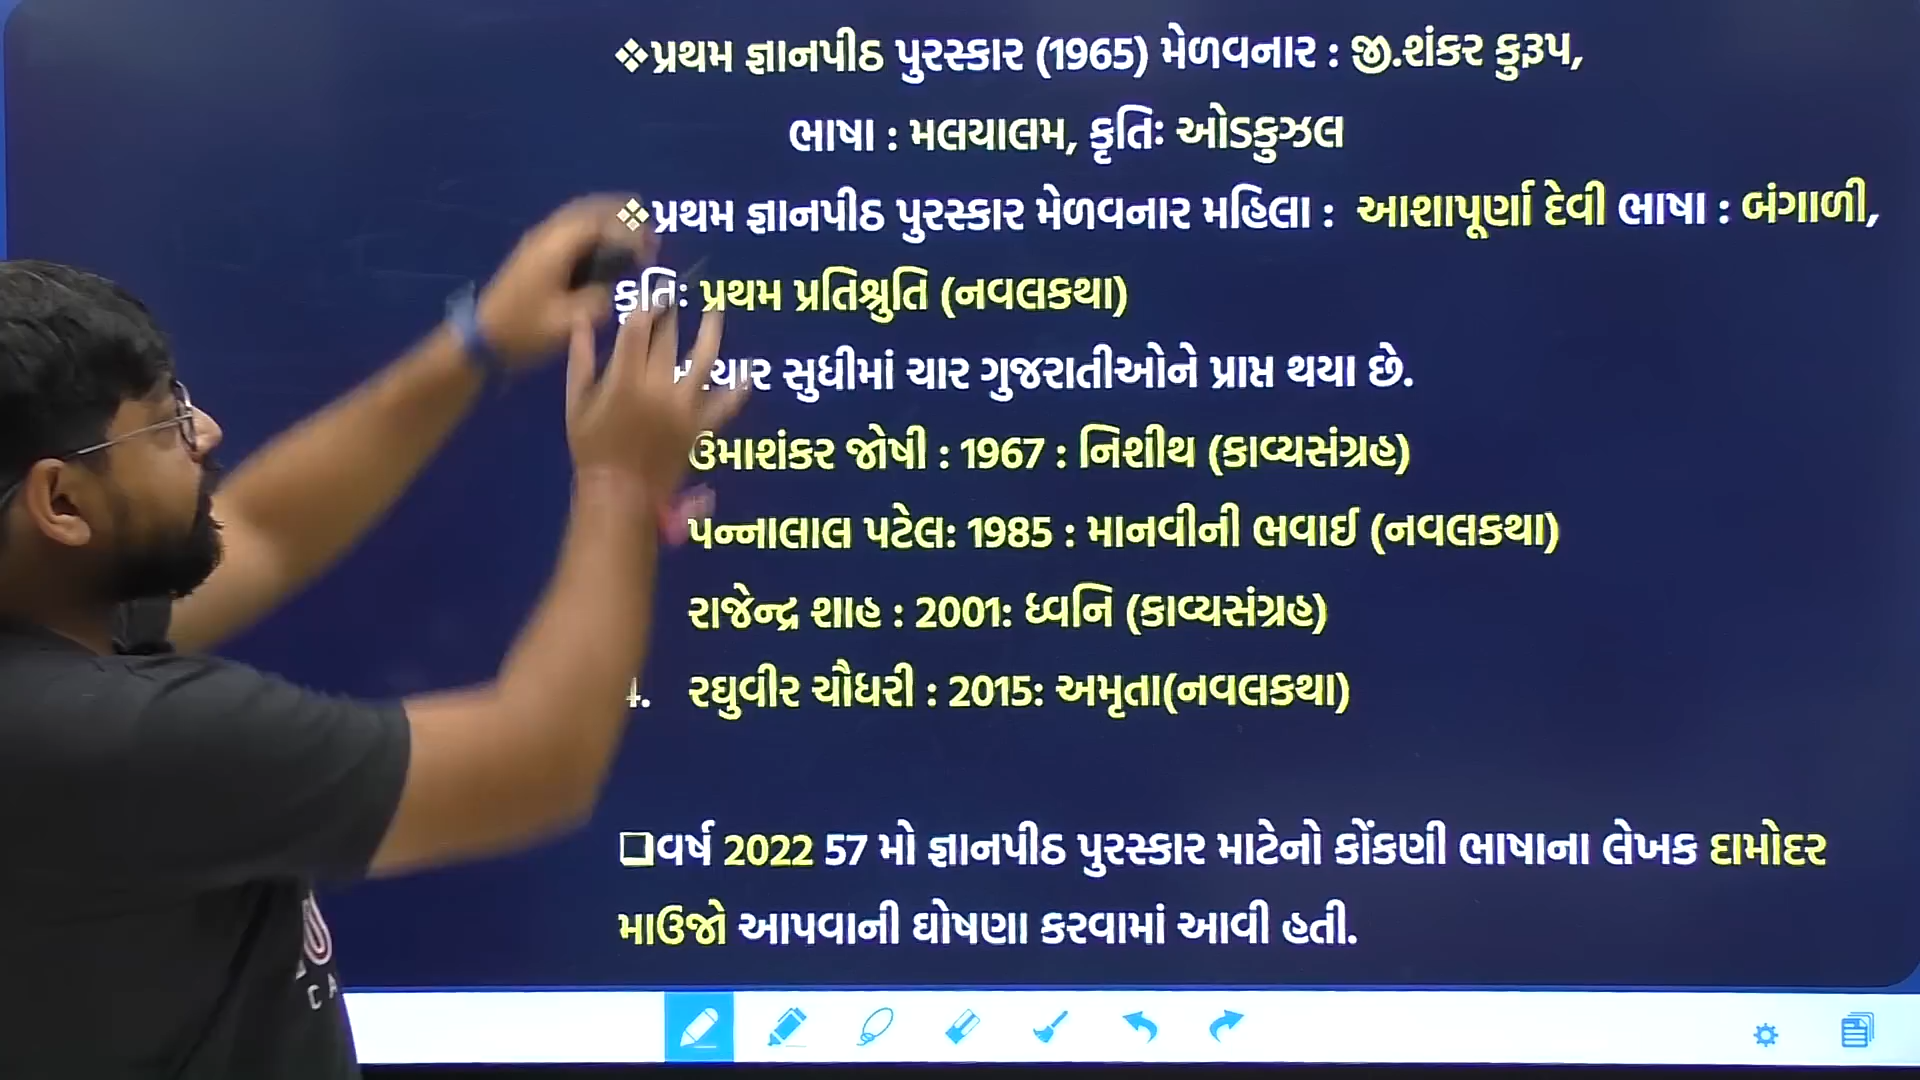 ❖પ્રથમ જ્ઞાનપીઠ પુરસ્કાર (1965) મેળવનાર : જી.શંકર કુરૂપ,
ભાષા : મલયાલમ, કૃતિઃ ઓડકુઝલ
❖પ્રથમ જ્ઞાનપીઠ પુરસ્કાર મેળવનાર મહિલા : આશાપૂર્ણા દેવી ભાષા : બંગાળી,
કૃતિઃ પ્રથમ પ્રતિશ્રુતિ (નવલકથા)
સુધીમાં ચાર ગુજરાતીઓને પ્રાપ્ત થયા છે.
ઉમાશંકર જોષી : 1967 : નિશીથ (કાવ્યસંગ્રહ)
પન્નાલાલ પટેલ: 1985 : માનવીની ભવાઈ (નવલકથા)
રાજેન્દ્ર શાહ : 2001: ધ્વનિ (કાવ્યસંગ્રહ)
4. રઘુવીર ચૌધરી : 2015: અમૃતા(નવલકથા)
❑વર્ષ 2022 57 મો જ્ઞાનપીઠ પુરસ્કાર માટેનો કોંકણી ભાષાના લેખક દામોદર
માઉજો આપવાની ઘોષણા કરવામાં આવી હતી.